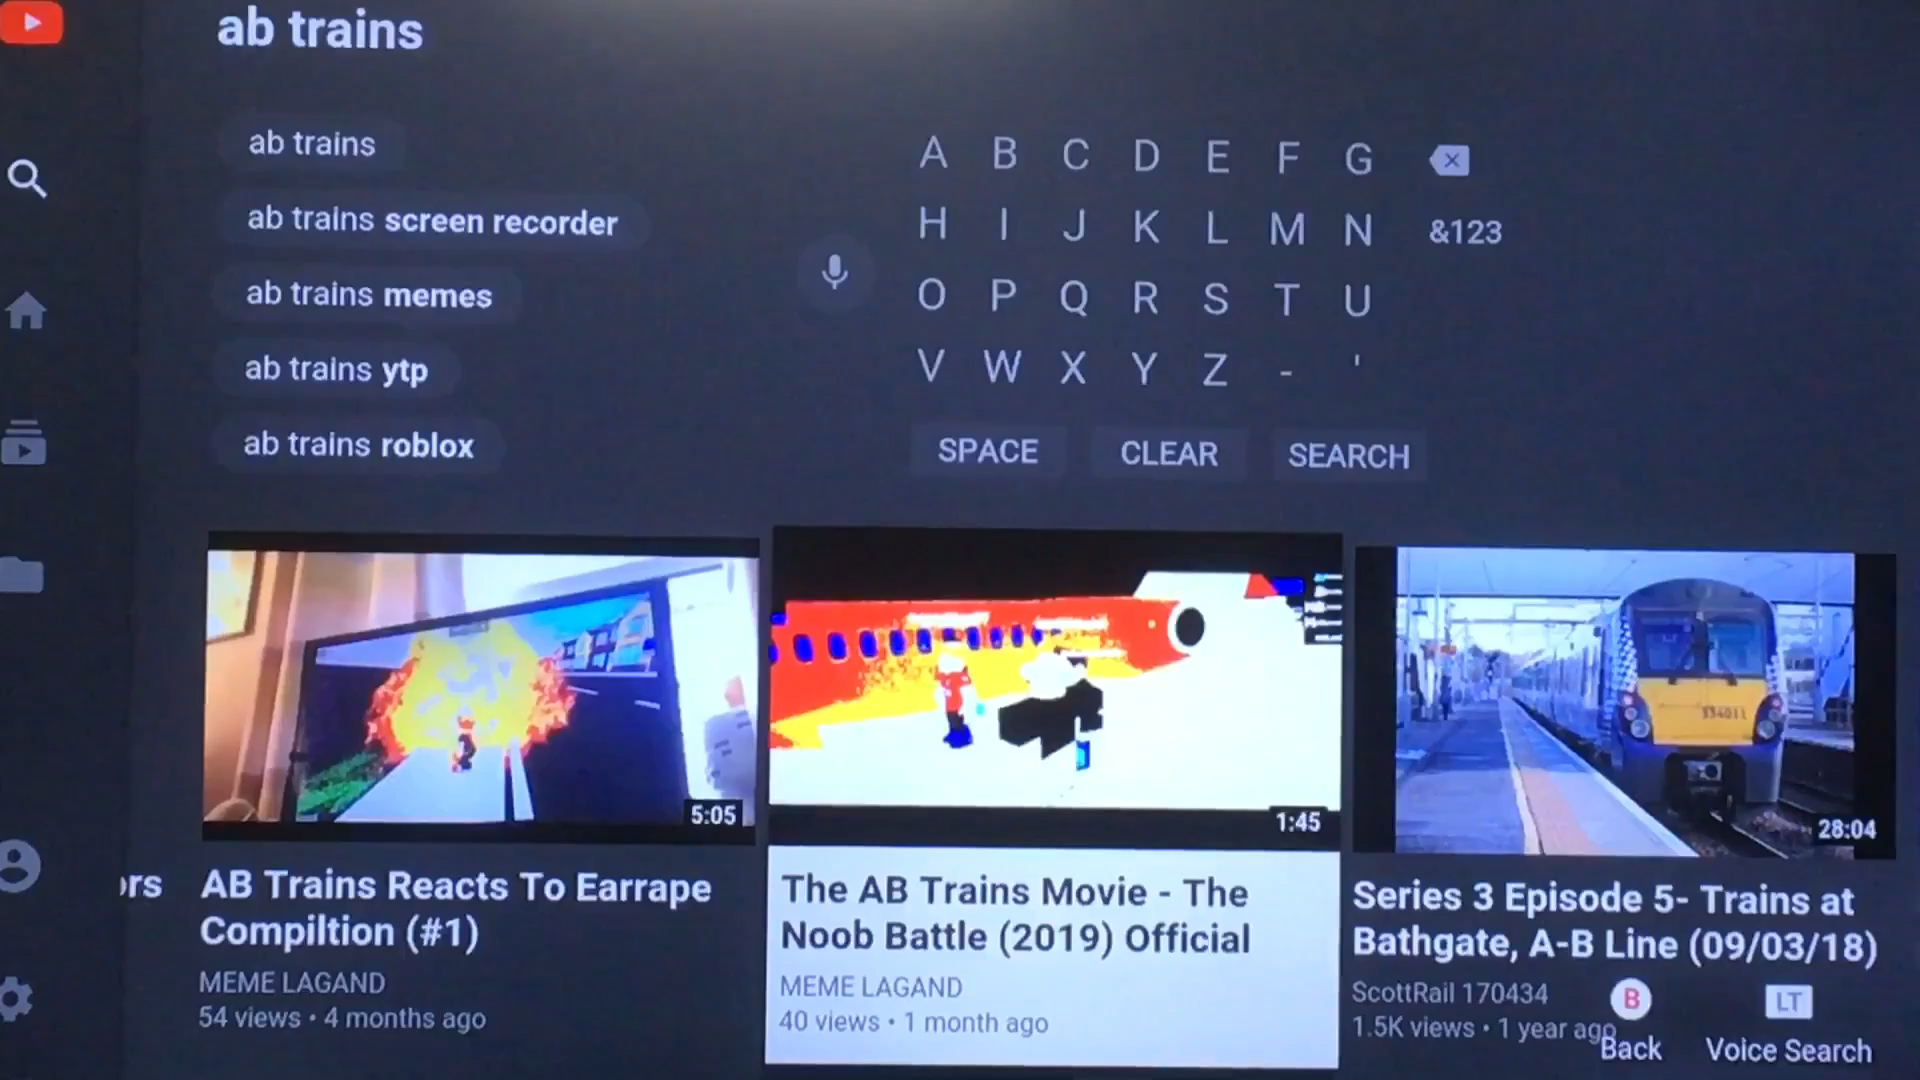 ab trains
ab trains
ab trains screen recorder
ab trains memes
ab trains ytp
ab trains roblox
A B C D E F G
H I J K L M N &123
O P Q R S T U
V W X Y Z - '
SPACE CLEAR SEARCH
5:05
1:45
28:04
334011
ors
AB Trains Reacts To Earrape
Compiltion (#1)
MEME LAGAND
54 views • 4 months ago
The AB Trains Movie - The
Noob Battle (2019) Official
MEME LAGAND
40 views • 1 month ago
Series 3 Episode 5- Trains at
Bathgate, A-B Line (09/03/18)
ScottRail 170434
1.5K views • 1 year ago
B
Back
LT
Voice Search